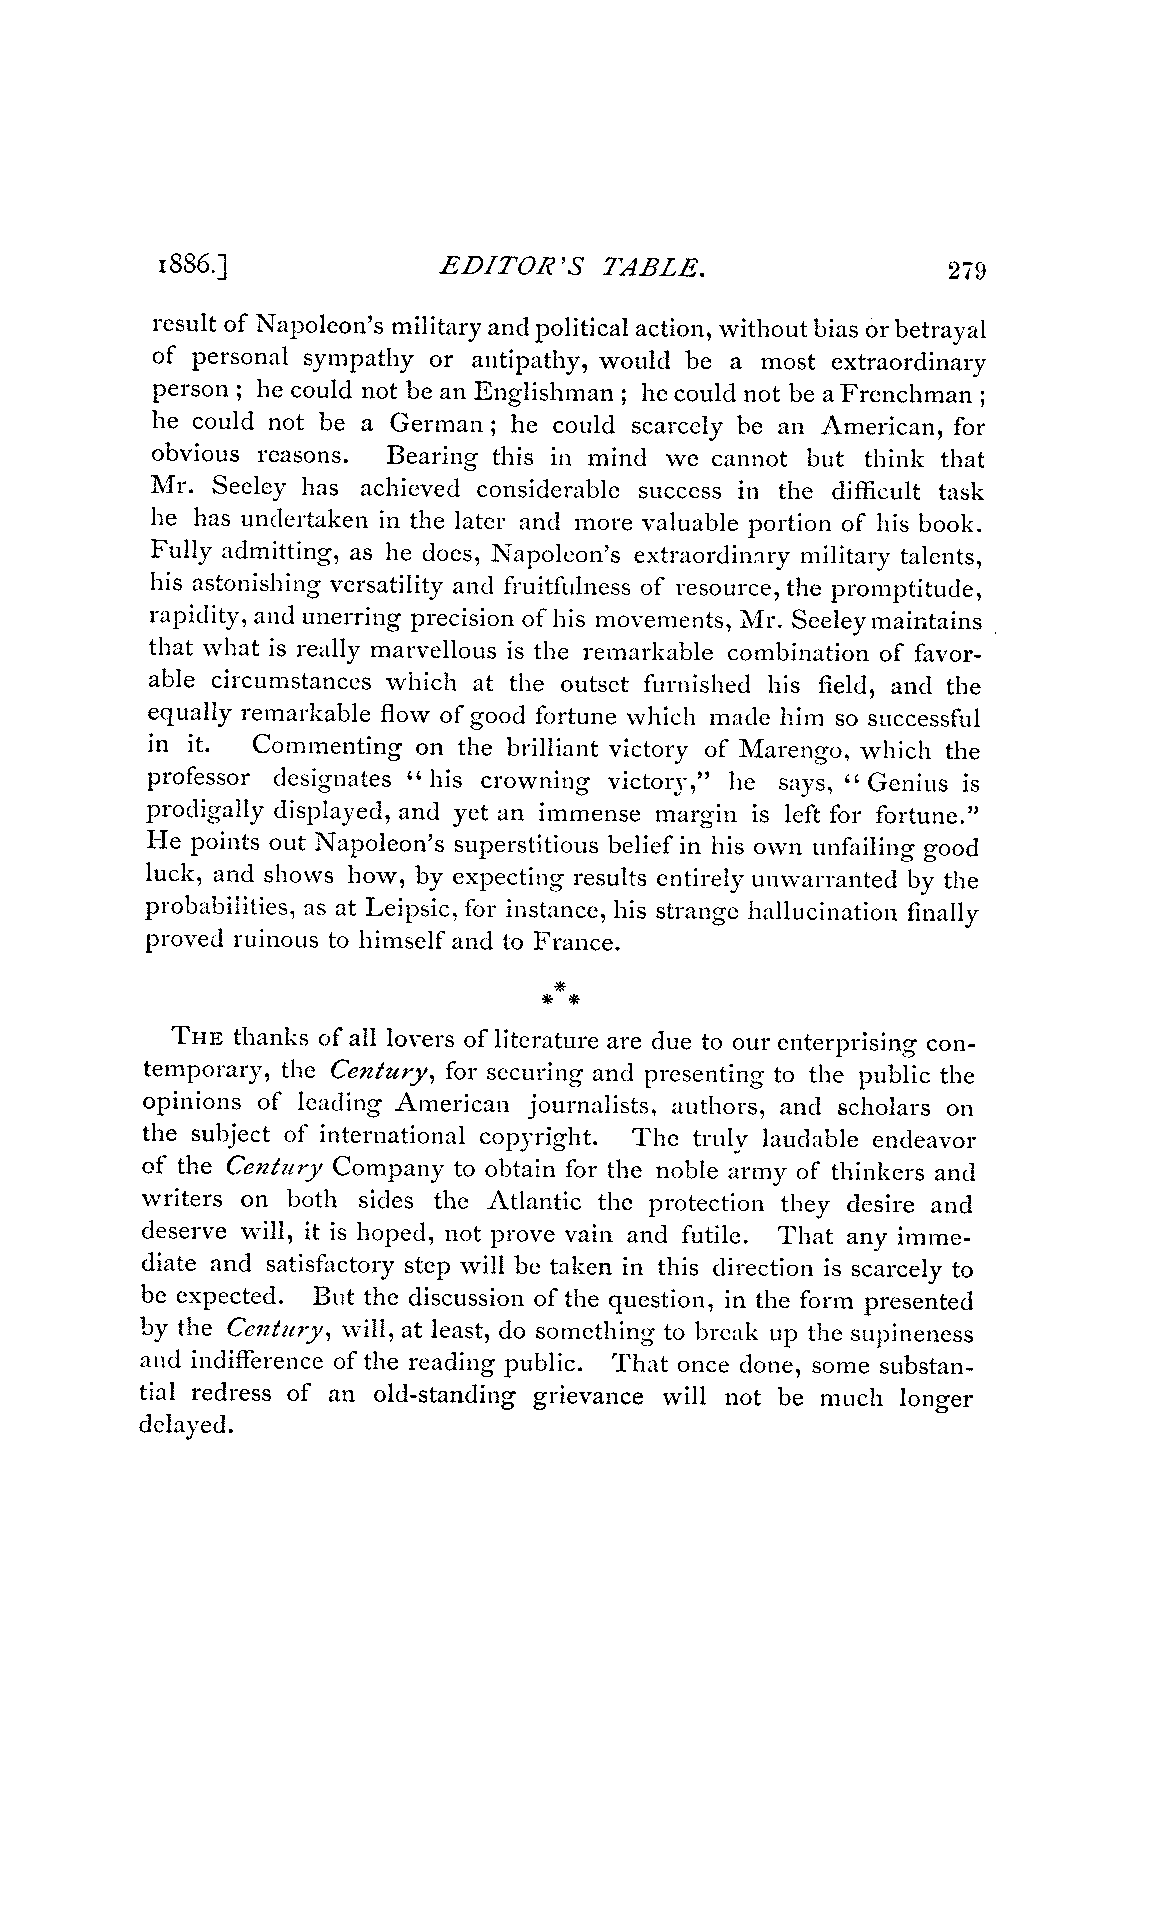 1886.] EDITOR'S TABLE. 279
result of Napoleon's military and political action, without bias or betrayal
of personal sympathy or antipathy, would be a most extraordinary
person ; he could not be an Englishman ; he could not be a Frenchman ;
he could not be a German ; he could scarcely be an American, for
obvious reasons. Bearing this in mind we cannot but think that
Mr. Seeley has achieved considerable success in the difficult task
he has undertaken in the later and more valuable portion of his book.
Fully admitting, as he does, Napoleon's extraordinary military talents,
his astonishing versatility and fruitfulness of resource, the promptitude,
rapidity, and unerring precision of his movements, Mr. Seeley maintains
that what is really marvellous is the remarkable combination of favor-
able circumstances which at the outset furnished his field, and the
equally remarkable flow of good fortune which made him so successful
in it. Commenting on the brilliant victory of Marengo, which the
professor designates “ his crowning victory,” he says, “ Genius is
prodigally displayed, and yet an immense margin is left for fortune.”
He points out Napoleon's superstitious belief in his own unfailing good
luck, and shows how, by expecting results entirely unwarranted by the
probabilities, as at Leipsic, for instance, his strange hallucination finally
proved ruinous to himself and to France.
***
THE thanks of all lovers of literature are due to our enterprising con-
temporary, the Century, for securing and presenting to the public the
opinions of leading American journalists, authors, and scholars on
the subject of international copyright. The truly laudable endeavor
of the Century Company to obtain for the noble army of thinkers and
writers on both sides the Atlantic the protection they desire and
deserve will, it is hoped, not prove vain and futile. That any imme-
diate and satisfactory step will be taken in this direction is scarcely to
be expected. But the discussion of the question, in the form presented
by the Century, will, at least, do something to break up the supineness
and indifference of the reading public. That once done, some substan-
tial redress of an old-standing grievance will not be much longer
delayed.